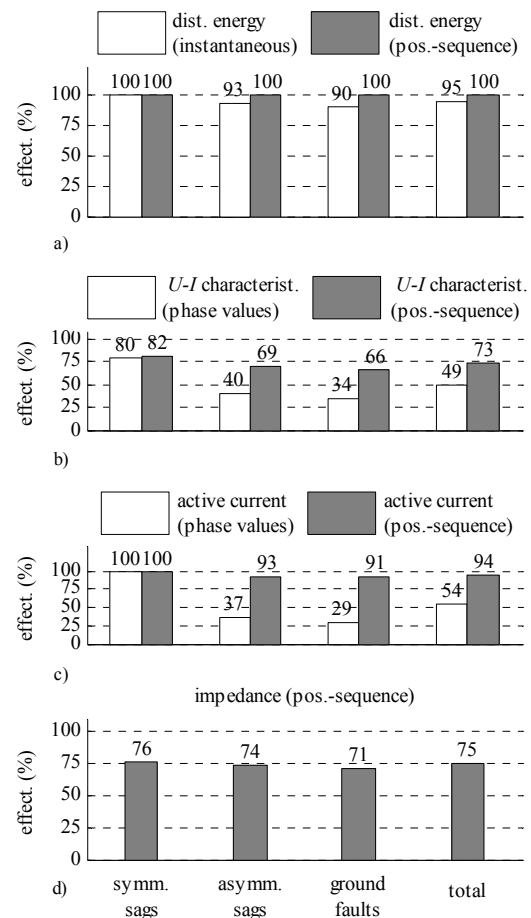 dist. energy
(instantaneous)
dist. energy
(pos.-sequence)
effect. (%)
100
75
50
25
0
100 100
93 100
90 100
95 100
a)
U-I characterist.
(phase values)
U-I characterist.
(pos.-sequence)
effect. (%)
100
75
50
25
0
80 82
40 69
34 66
49 73
b)
active current
(phase values)
active current
(pos.-sequence)
effect. (%)
100
75
50
25
0
100 100
37 93
29 91
54 94
c)
impedance (pos.-sequence)
effect. (%)
100
75
50
25
0
76
74
71
75
d)
symm.
sags
asymm.
sags
ground
faults
total